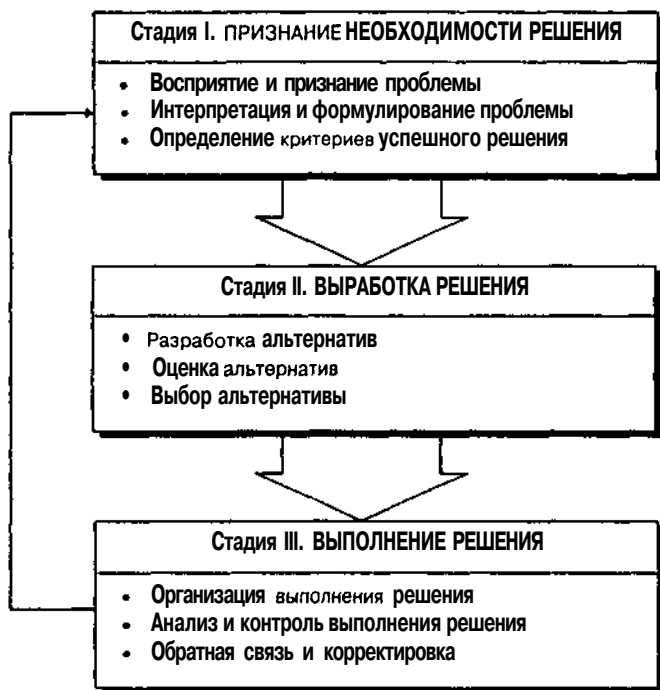 Стадия I. ПРИЗНАНИЕ НЕОБХОДИМОСТИ РЕШЕНИЯ
• Восприятие и признание проблемы
• Интерпретация и формулирование проблемы
• Определение критериев успешного решения
Стадия II. ВЫРАБОТКА РЕШЕНИЯ
• Разработка альтернатив
• Оценка альтернатив
• Выбор альтернативы
Стадия III. ВЫПОЛНЕНИЕ РЕШЕНИЯ
• Организация выполнения решения
• Анализ и контроль выполнения решения
• Обратная связь и корректировка